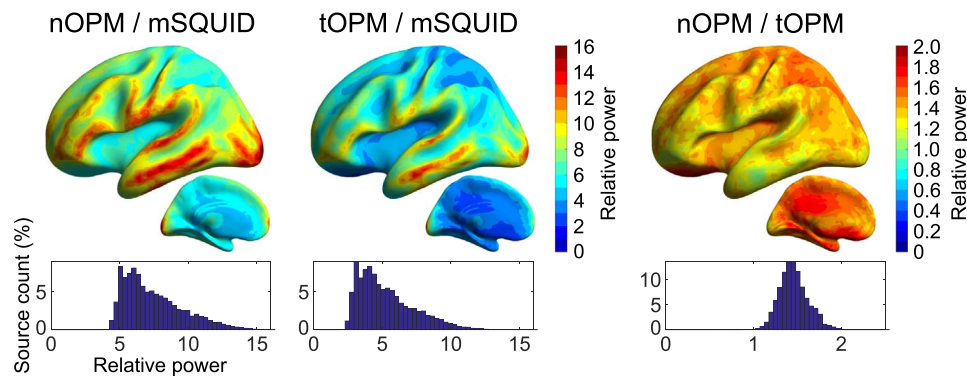 nOPM / mSQUID
tOPM / mSQUID
nOPM / tOPM
16
14
12
10
8
6
4
2
0
Relative power
2.0
1.8
1.6
1.4
1.2
1.0
0.8
0.6
0.4
0.2
0
Relative power
Source count (%)
5
0
0 5 10 15
Relative power
5
0
0 5 10 15
10
5
0
0 1 2